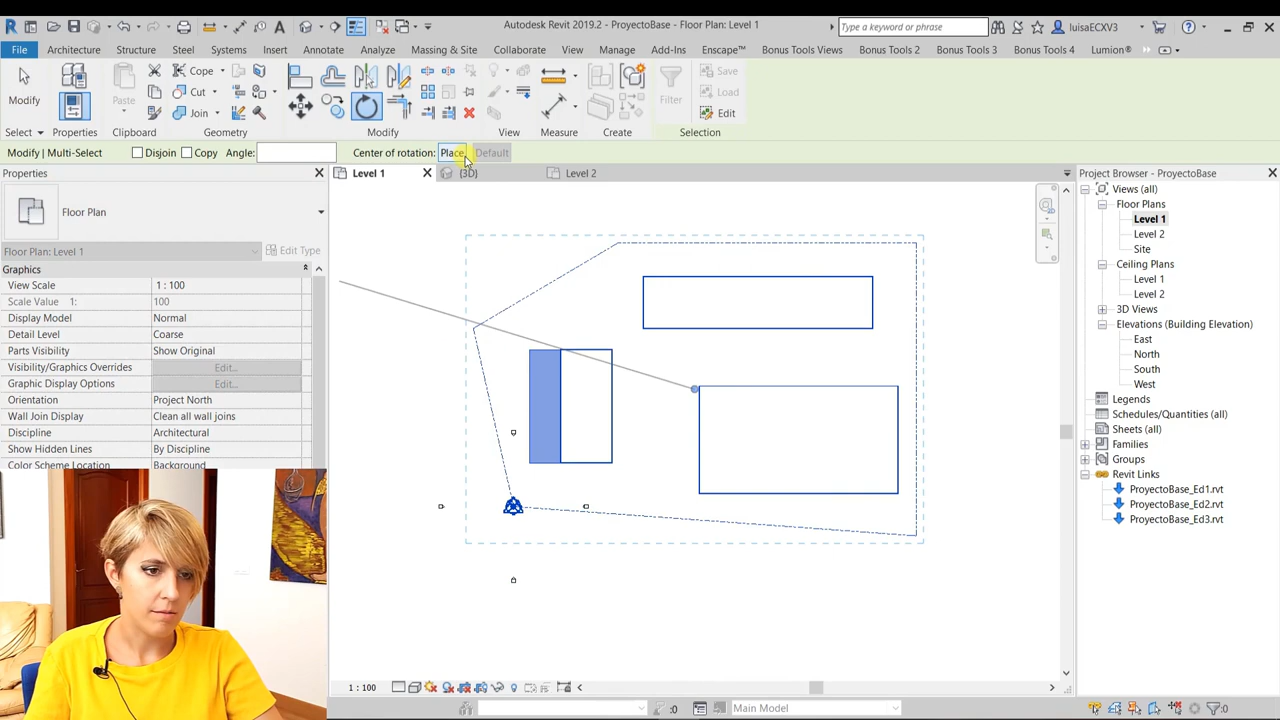 Autodesk Revit 2019.2 - ProyectoBase - Floor Plan: Level 1
Type a keyword or phrase
luisaECXV3
File Architecture Structure Steel Systems Insert Annotate Analyze Massing & Site Collaborate View Manage Add-Ins Enscape™ Bonus Tools Views Bonus Tools 2 Bonus Tools 3 Bonus Tools 4 Lumion®
Modify Paste Cope Cut Join Filter Save Load Edit
Select Properties Clipboard Geometry Modify View Measure Create Selection
Modify | Multi-Select Disjoin Copy Angle: Center of rotation: Place Default
Properties
Level 1
{3D}
Level 2
Project Browser - ProyectoBase
Floor Plan
Floor Plan: Level 1 Edit Type
Graphics
View Scale 1 : 100
Scale Value 1: 100
Display Model Normal
Detail Level Coarse
Parts Visibility Show Original
Visibility/Graphics Overrides Edit...
Graphic Display Options Edit...
Orientation Project North
Wall Join Display Clean all wall joins
Discipline Architectural
Show Hidden Lines By Discipline
Color Scheme Location Background
Views (all)
Floor Plans
Level 1
Level 2
Site
Ceiling Plans
Level 1
Level 2
3D Views
Elevations (Building Elevation)
East
North
South
West
Legends
Schedules/Quantities (all)
Sheets (all)
Families
Groups
Revit Links
ProyectoBase_Ed1.rvt
ProyectoBase_Ed2.rvt
ProyectoBase_Ed3.rvt
1 : 100
:0 Main Model :0